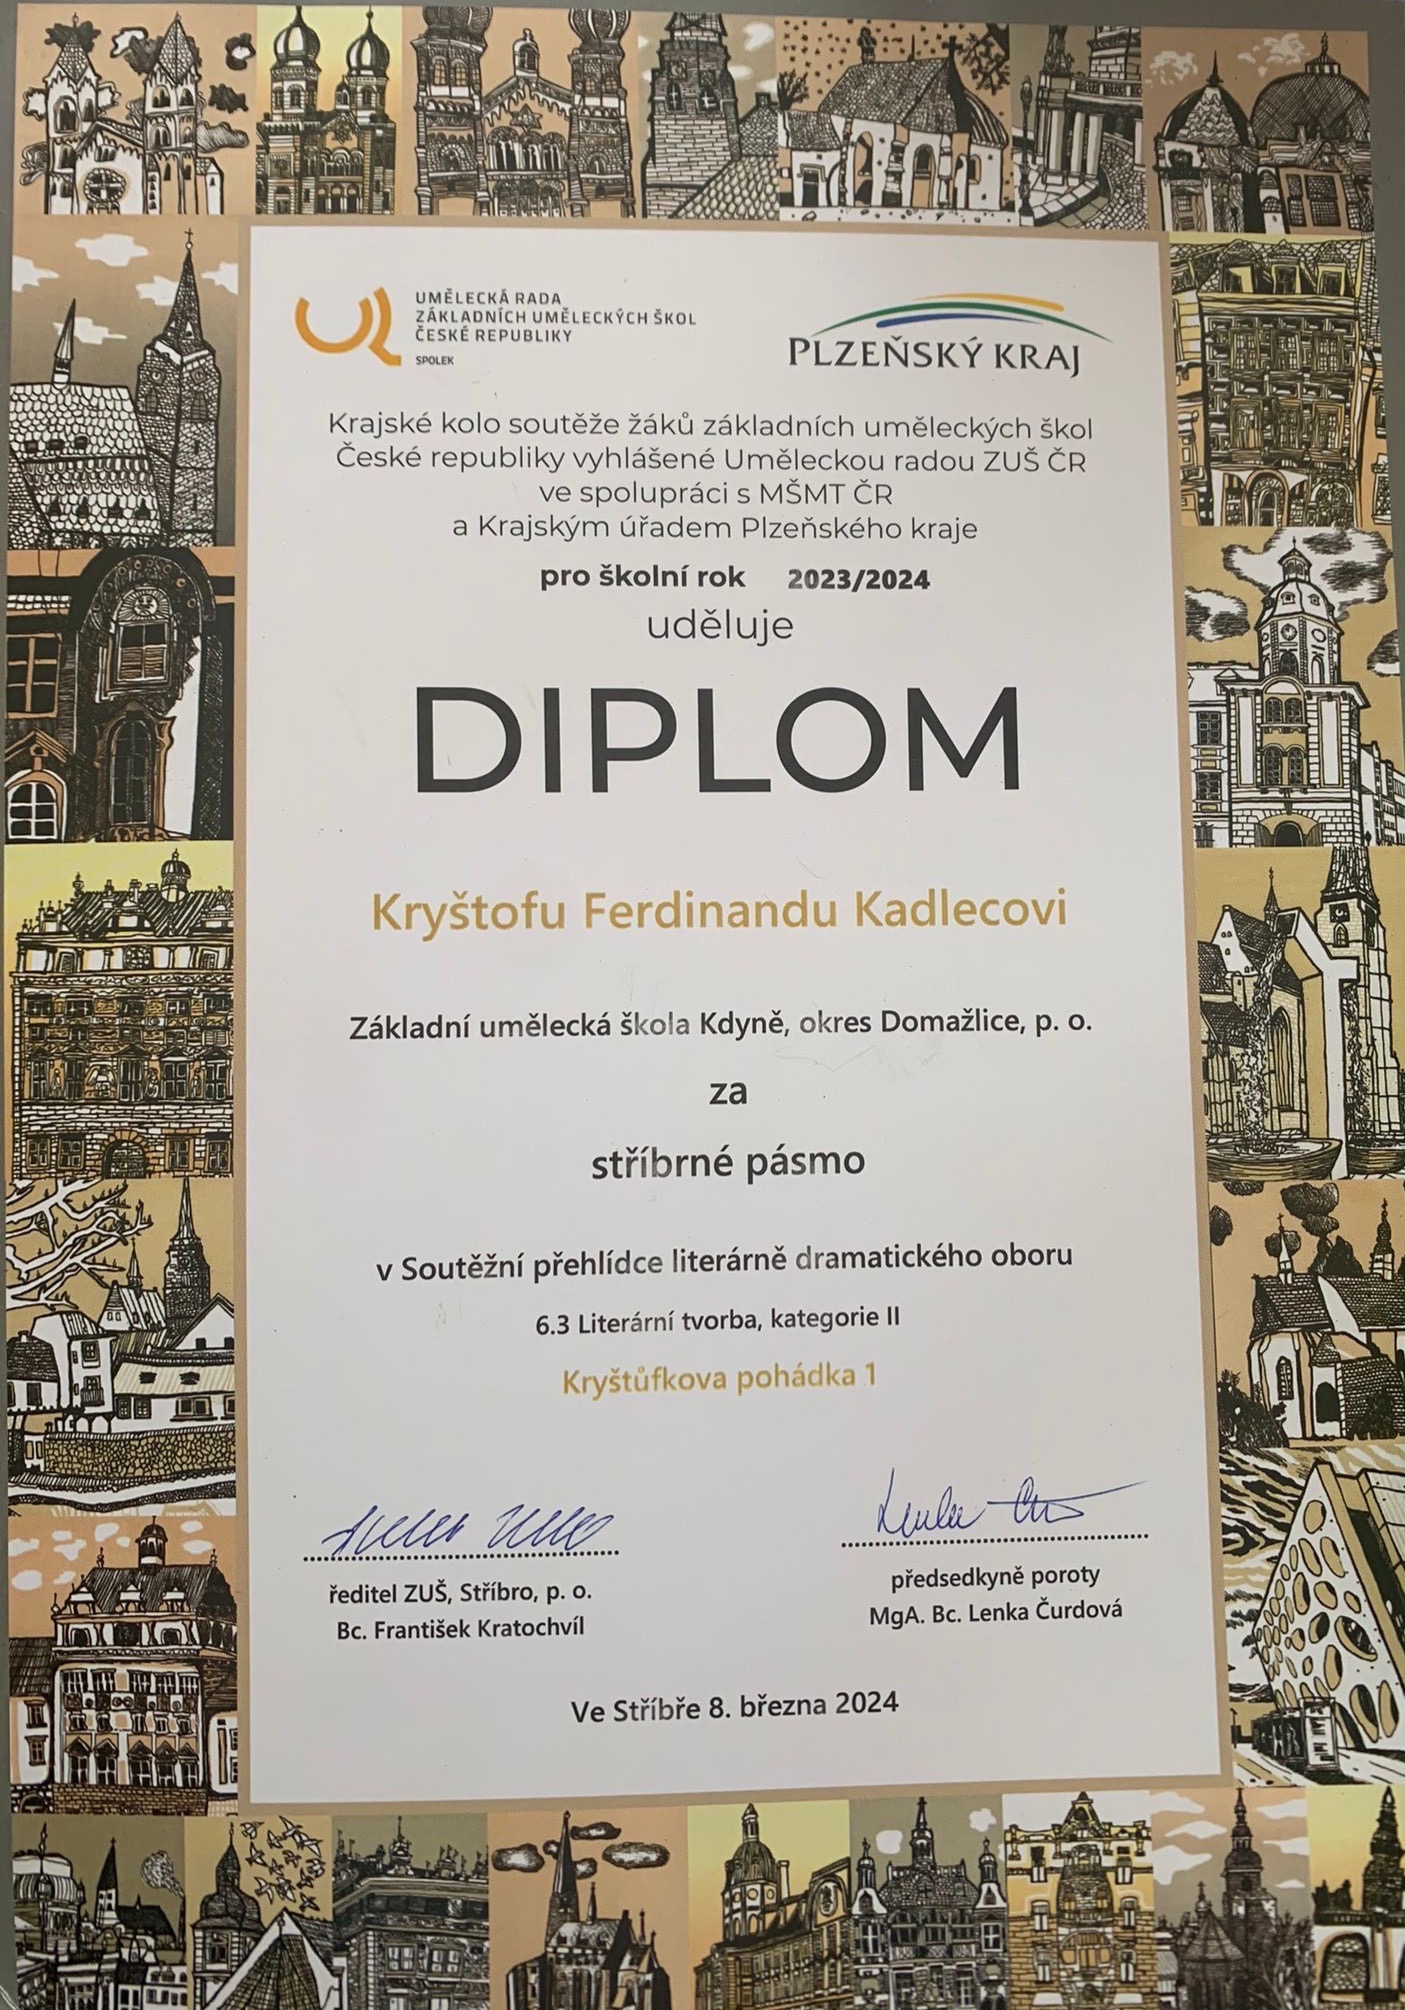 UMĚLECKÁ RADA
ZÁKLADNÍCH UMĚLECKÝCH ŠKOL
ČESKÉ REPUBLIKY
SPOLEK
PLZEŇSKÝ KRAJ
Krajské kolo soutěže žáků základních uměleckých škol
České republiky vyhlášené Uměleckou radou ZUŠ ČR
ve spolupráci s MŠMT ČR
a Krajským úřadem Plzeňského kraje
pro školní rok 2023/2024
uděluje
DIPLOM
Kryštofu Ferdinandu Kadlecovi
Základní umělecká škola Kdyně, okres Domažlice, p. o.
za
stříbrné pásmo
v Soutěžní přehlídce literárně dramatického oboru
6.3 Literární tvorba, kategorie II
Kryštůfkova pohádka 1
ředitel ZUŠ, Stříbro, p. o.
Bc. František Kratochvíl
předsedkyně poroty
MgA. Bc. Lenka Čurdová
Ve Stříbře 8. března 2024